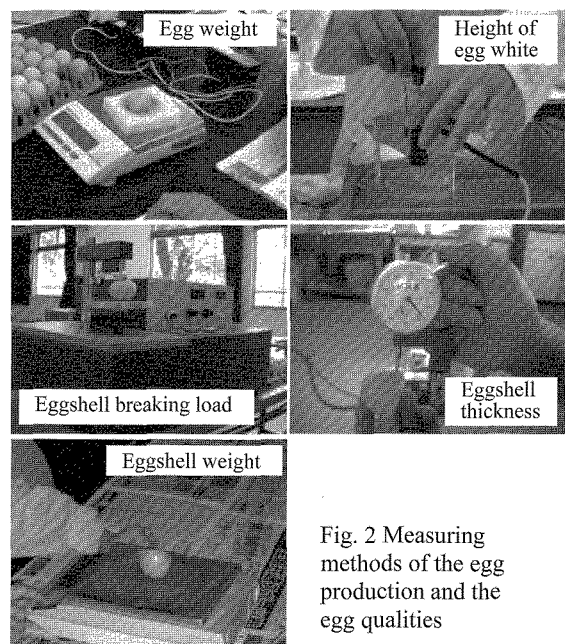 Egg weight
Height of
egg white
Eggshell breaking load
Eggshell
thickness
Eggshell weight
Fig. 2 Measuring
methods of the egg
production and the
egg qualities